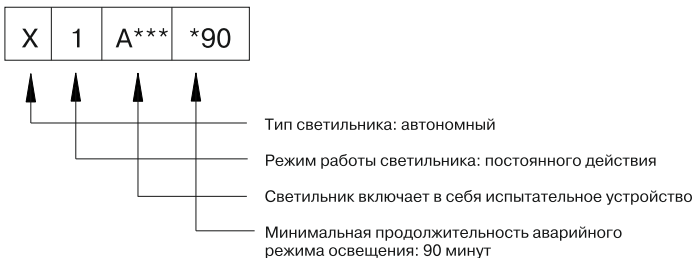 X 1 A*** *90
Тип светильника: автономный
Режим работы светильника: постоянного действия
Светильник включает в себя испытательное устройство
Минимальная продолжительность аварийного
режима освещения: 90 минут